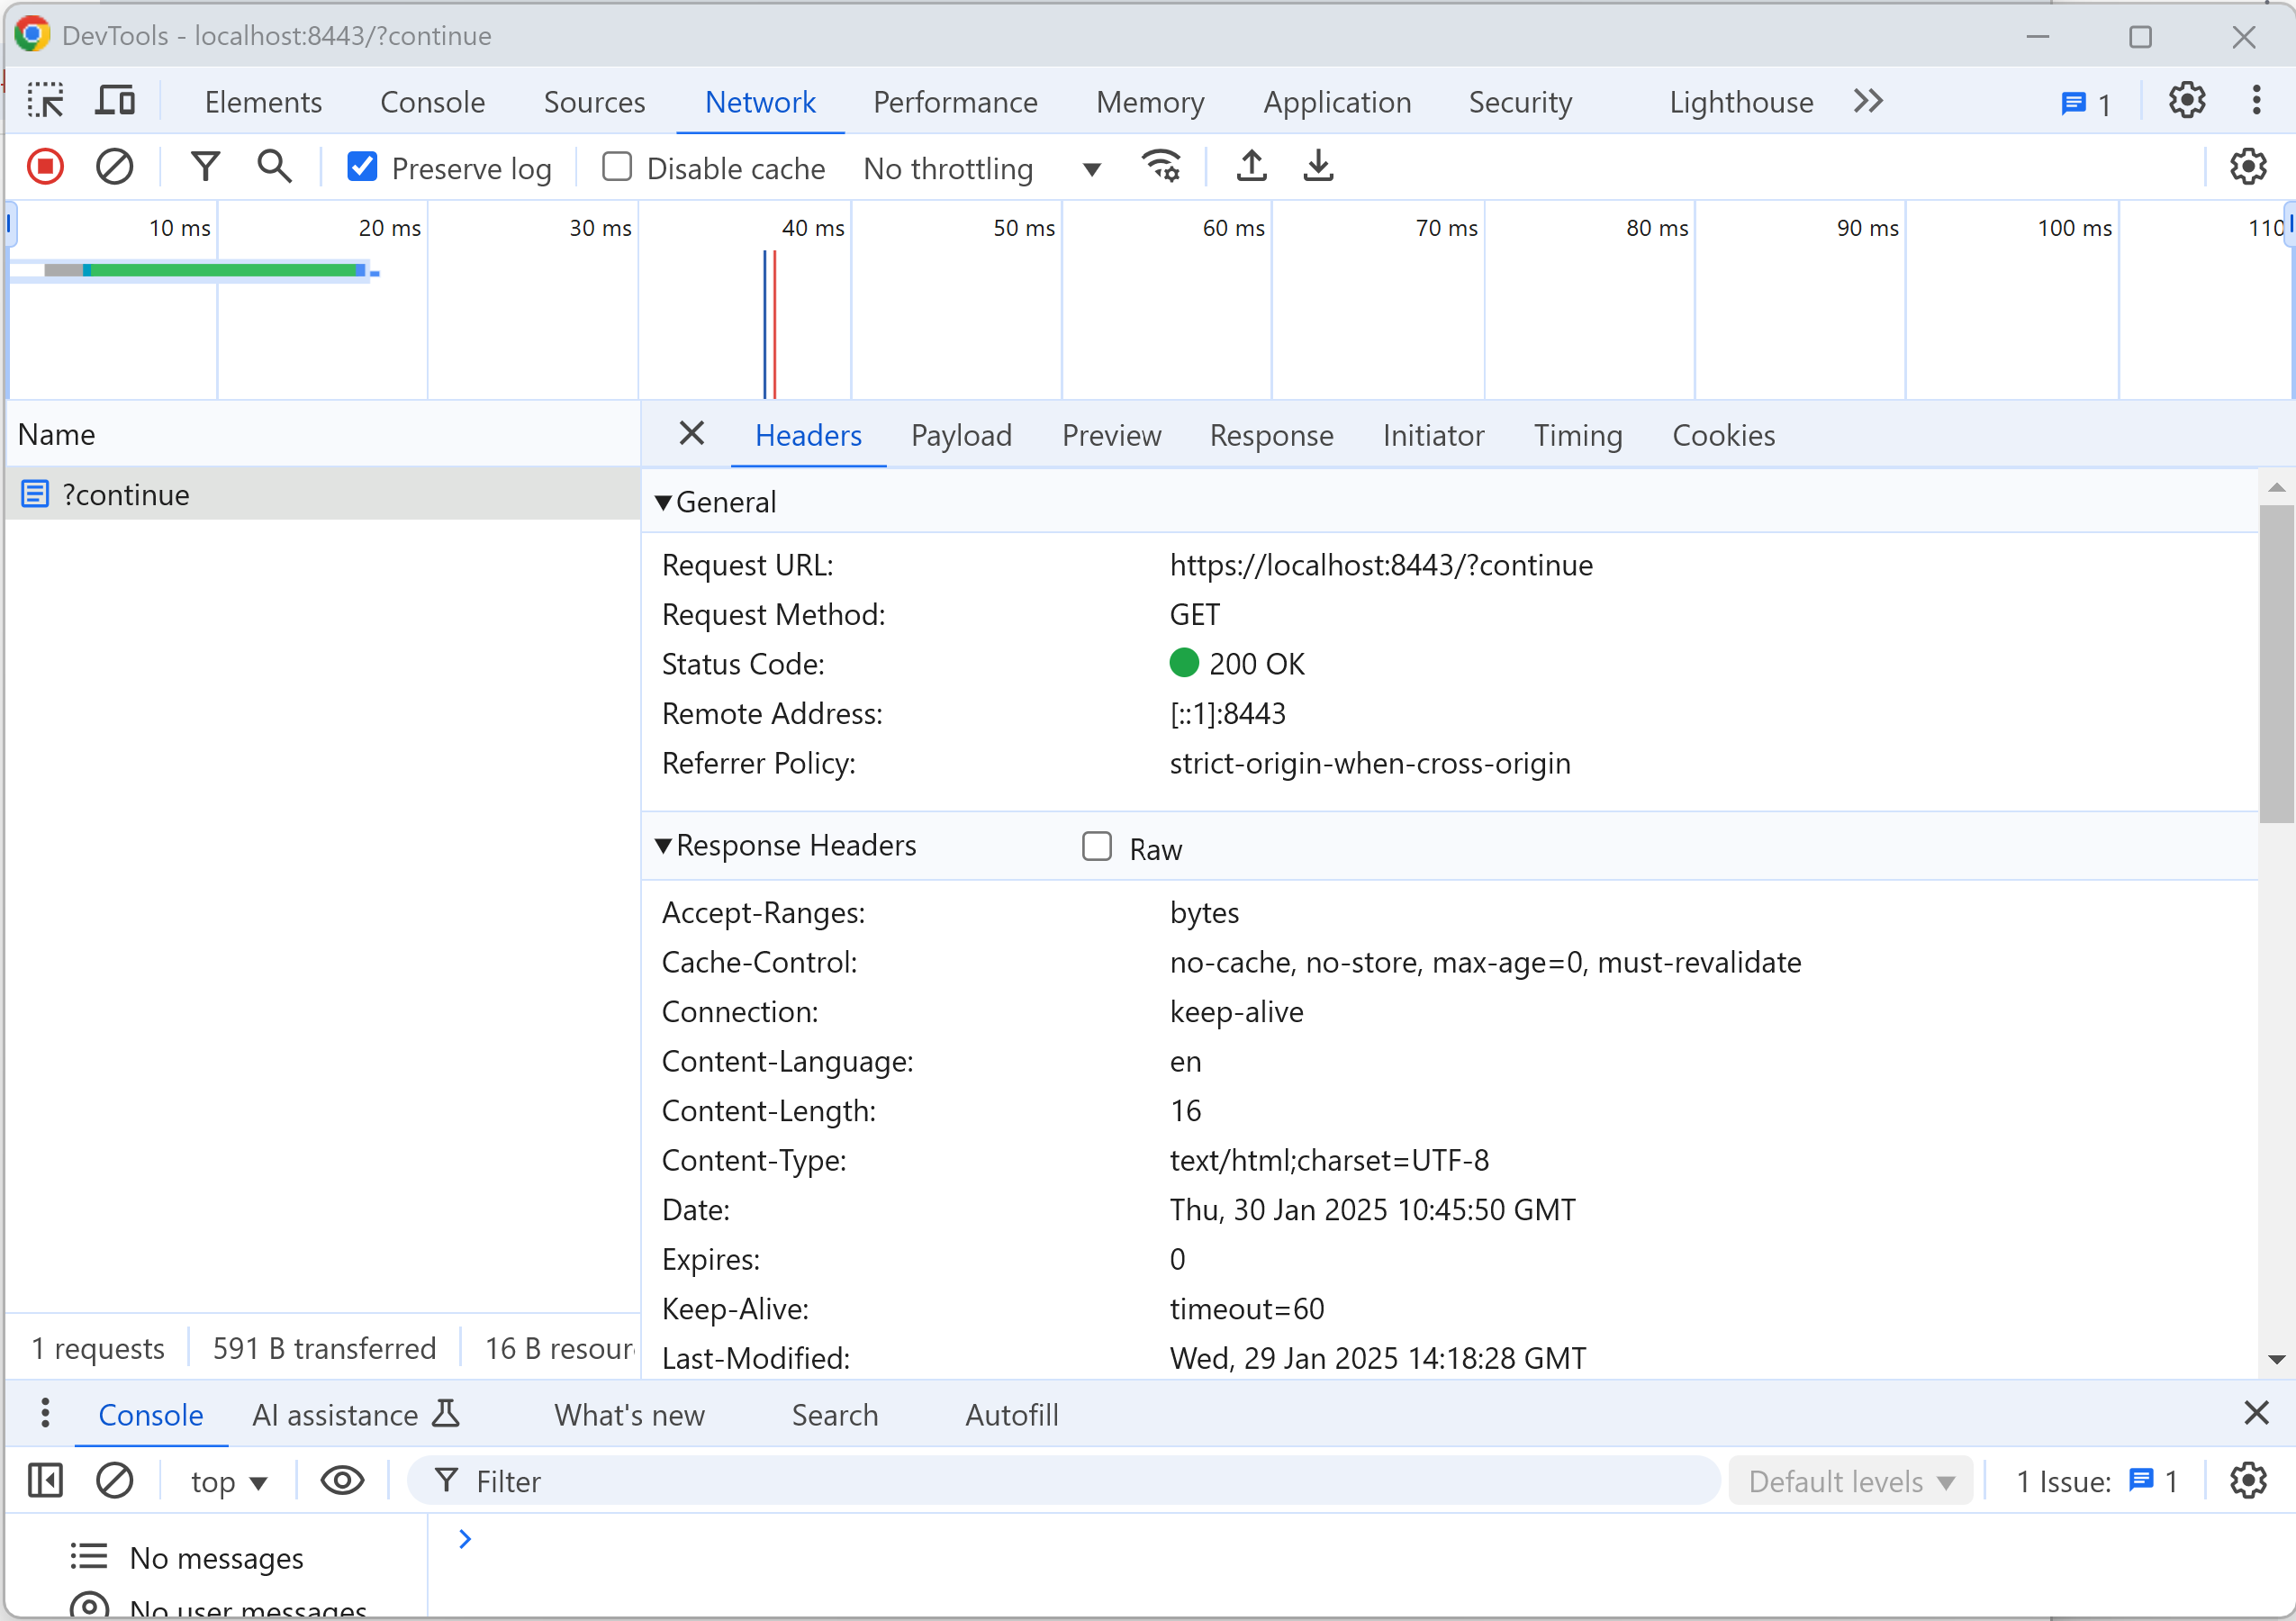 DevTools - localhost:8443/?continue
Elements Console Sources Network Performance Memory Application Security Lighthouse 1
Preserve log Disable cache No throttling
10 ms 20 ms 30 ms 40 ms 50 ms 60 ms 70 ms 80 ms 90 ms 100 ms 110
Name
Headers Payload Preview Response Initiator Timing Cookies
?continue
General
Request URL: https://localhost:8443/?continue
Request Method: GET
Status Code: 200 OK
Remote Address: [::1]:8443
Referrer Policy: strict-origin-when-cross-origin
Response Headers Raw
Accept-Ranges: bytes
Cache-Control: no-cache, no-store, max-age=0, must-revalidate
Connection: keep-alive
Content-Language: en
Content-Length: 16
Content-Type: text/html;charset=UTF-8
Date: Thu, 30 Jan 2025 10:45:50 GMT
Expires: 0
Keep-Alive: timeout=60
Last-Modified: Wed, 29 Jan 2025 14:18:28 GMT
1 requests 591 B transferred 16 B resour
Console AI assistance What's new Search Autofill
top Filter Default levels 1 Issue: 1
No messages
No user messages